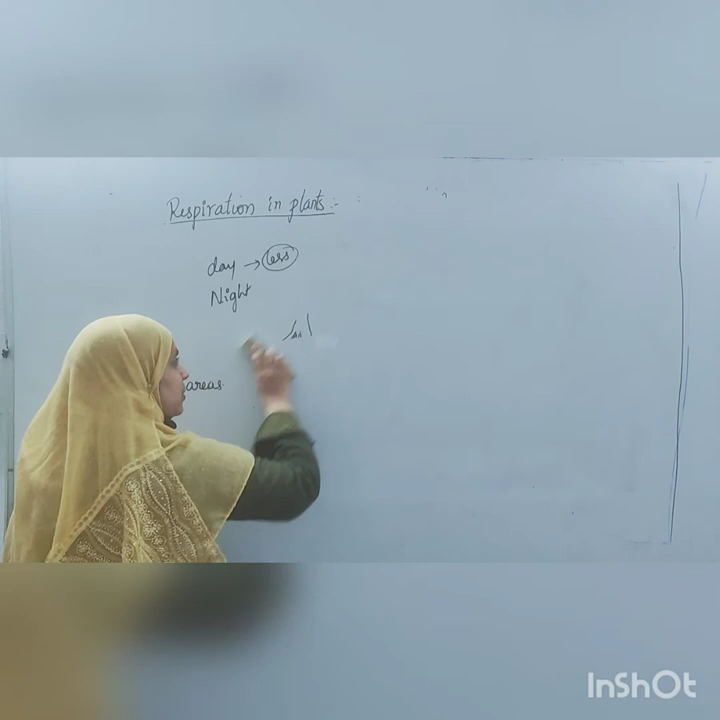 Respiration in plants:-
day → less
Night
areas.
InShOt